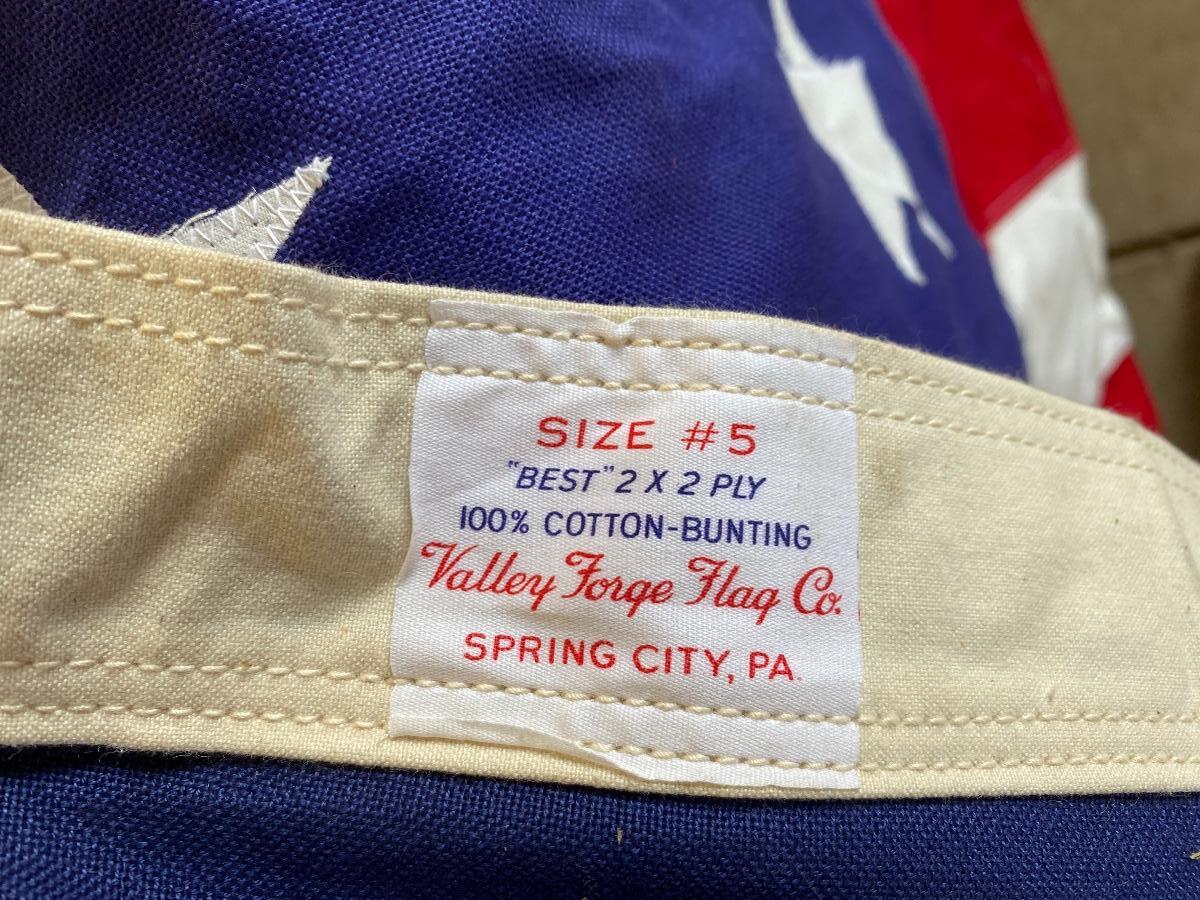 SIZE #5
"BEST" 2 X 2 PLY
100% COTTON-BUNTING
Valley Forge Flag Co.
SPRING CITY, PA.